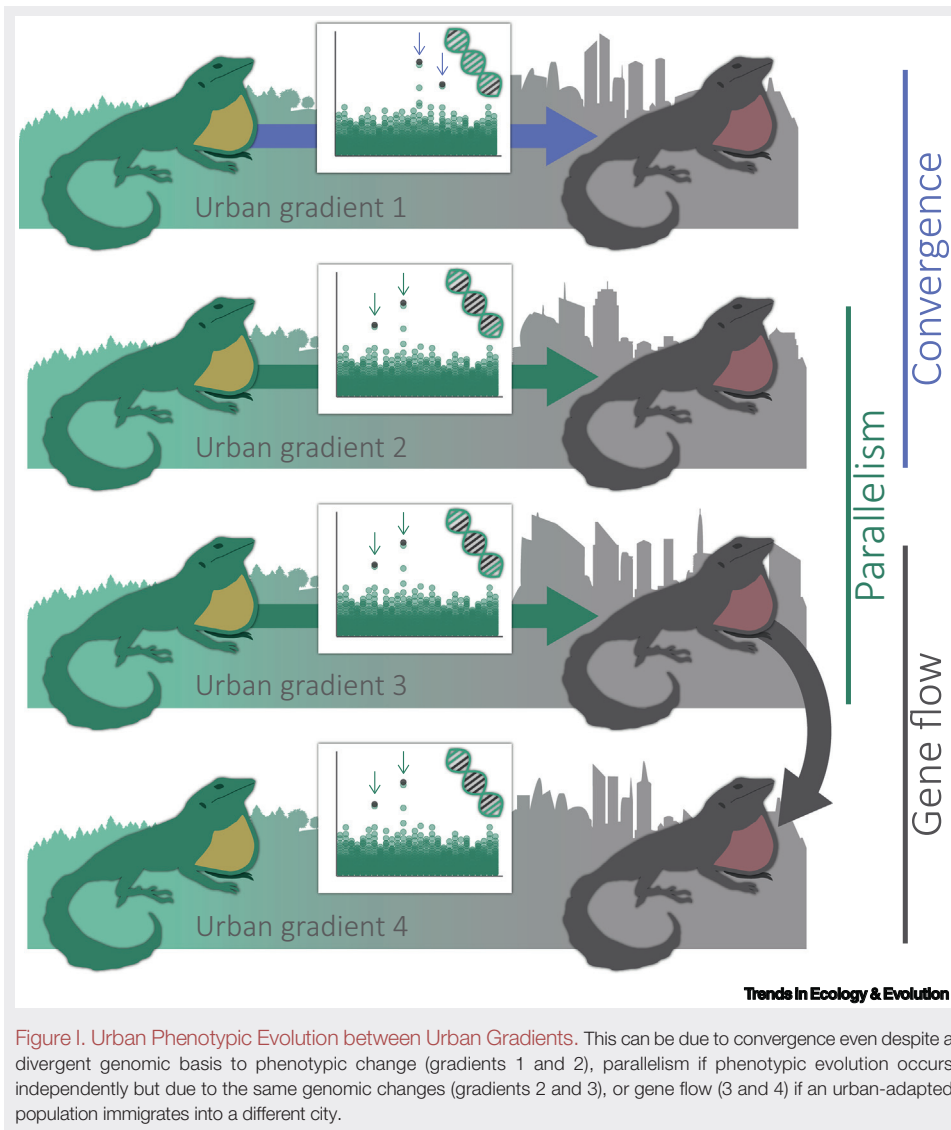 Urban gradient 1
Convergence
Urban gradient 2
Parallelism
Urban gradient 3
Gene flow
Urban gradient 4
Trends in Ecology & Evolution
Figure I. Urban Phenotypic Evolution between Urban Gradients. This can be due to convergence even despite a
divergent genomic basis to phenotypic change (gradients 1 and 2), parallelism if phenotypic evolution occurs
independently but due to the same genomic changes (gradients 2 and 3), or gene flow (3 and 4) if an urban-adapted
population immigrates into a different city.